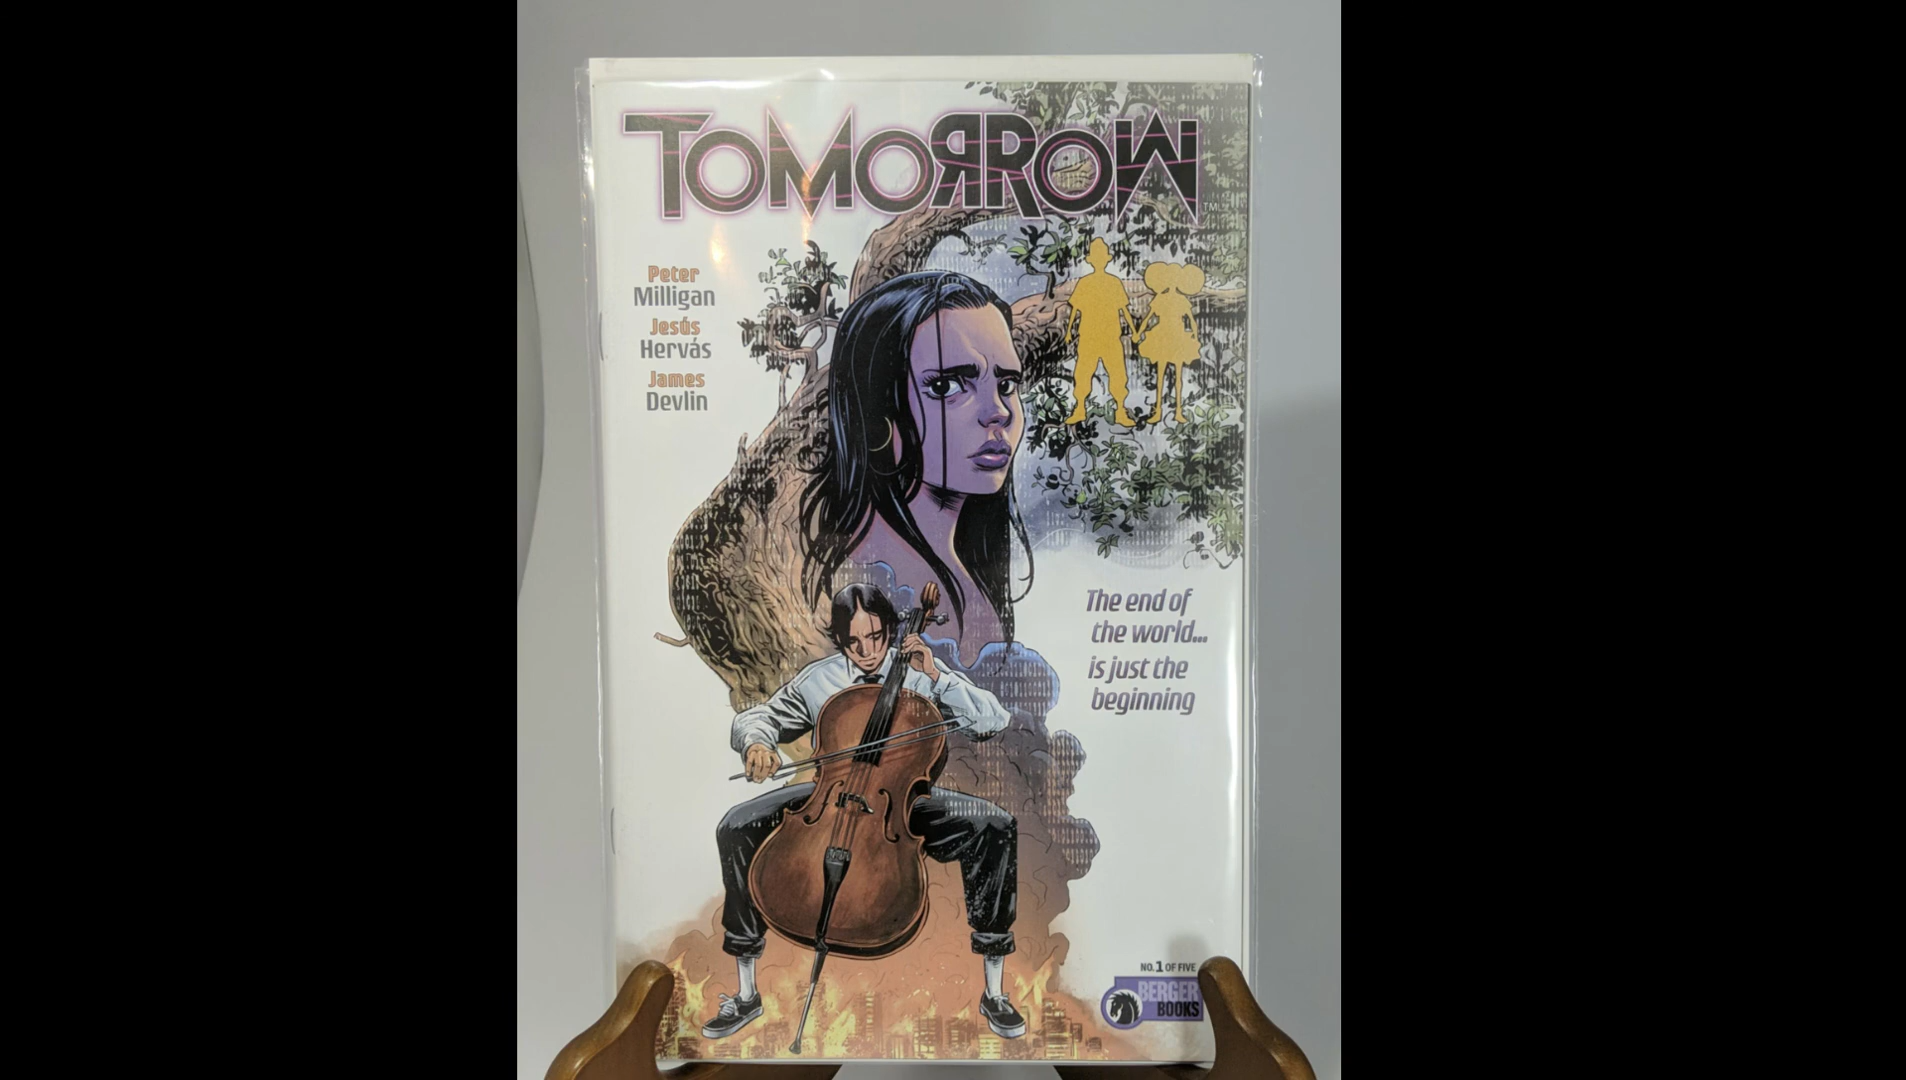 TOMORROW
TM
Peter
Milligan
Jesús
Hervás
James
Devlin
The end of
the world...
is just the
beginning
NO. 1 OF FIVE
BERGER
BOOKS